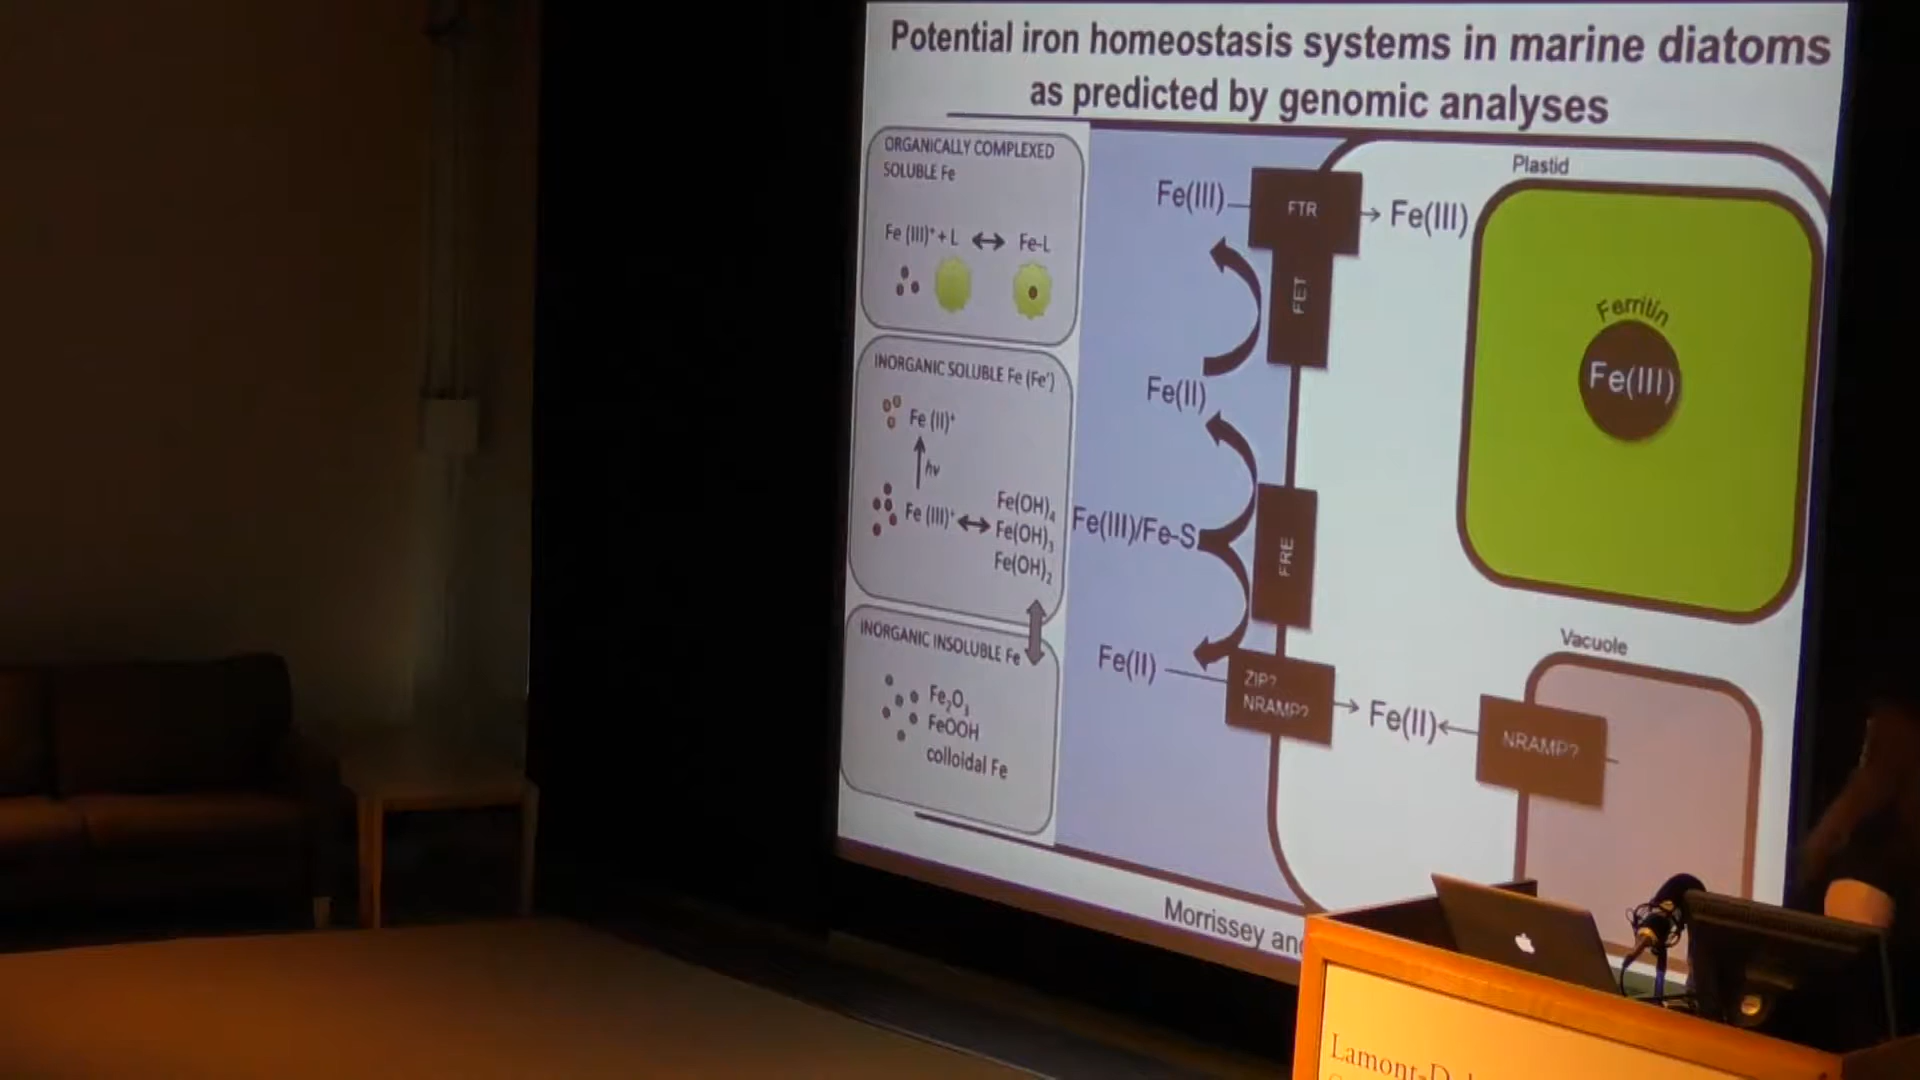 Potential iron homeostasis systems in marine diatoms
as predicted by genomic analyses
ORGANICALLY COMPLEXED
SOLUBLE Fe
Fe (III)' + L ↔ Fe-L
INORGANIC SOLUBLE Fe (Fe')
Fe (II)'
hv
Fe (III)' ↔
Fe(OH)₄
Fe(OH)₃
Fe(OH)₂
INORGANIC INSOLUBLE Fe
Fe₂O₃
FeOOH
colloidal Fe
Fe(III)
FTR
Fe(III)
FET
Fe(II)
Fe(III)/Fe-S
FRE
Fe(II)
ZIP?
NRAMP?
Fe(II)
NRAMP?
Plastid
Ferritin
Fe(III)
Vacuole
Morrissey and
Lamont-D